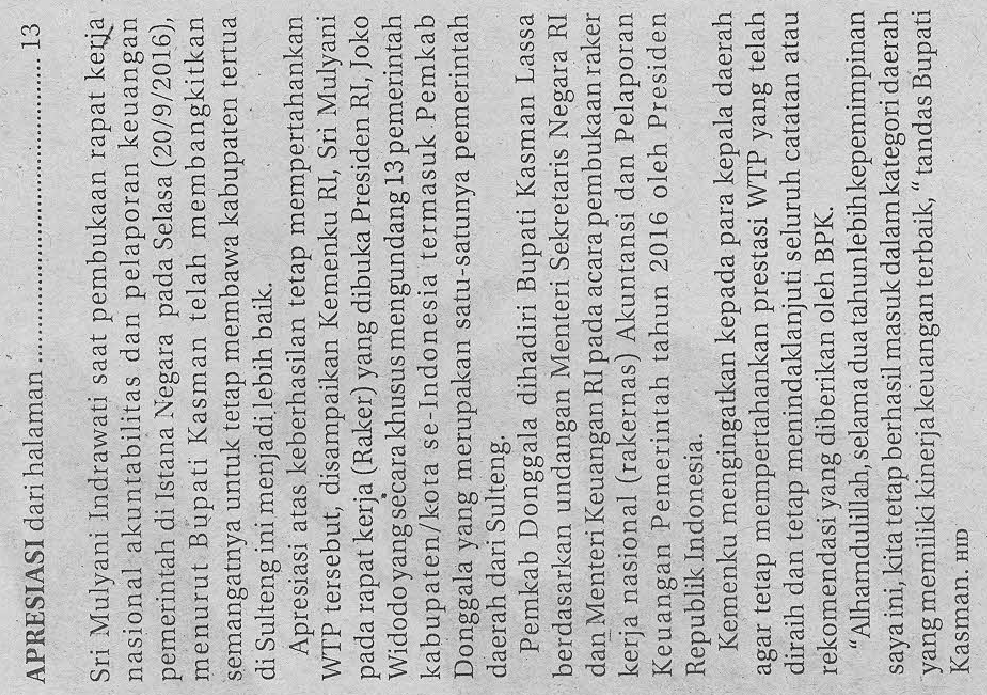 APRESIASI dari halaman ........................................ 13
Sri Mulyani Indrawati saat pembukaan rapat kerja
nasional akuntabilitas dan pelaporan keuangan
pemerintah di Istana Negara pada Selasa (20/9/2016),
menurut Bupati Kasman telah membangkitkan
semangatnya untuk tetap membawa kabupaten tertua
di Sulteng ini menjadi lebih baik.
Apresiasi atas keberhasilan tetap mempertahankan
WTP tersebut, disampaikan Kemenku RI, Sri Mulyani
pada rapat kerja (Raker) yang dibuka Presiden RI, Joko
Widodo yang secara khusus mengundang 13 pemerintah
kabupaten/kota se-Indonesia termasuk Pemkab
Donggala yang merupakan satu-satunya pemerintah
daerah dari Sulteng.
Pemkab Donggala dihadiri Bupati Kasman Lassa
berdasarkan undangan Menteri Sekretaris Negara RI
dan Menteri Keuangan RI pada acara pembukaan raker
kerja nasional (rakernas) Akuntansi dan Pelaporan
Keuangan Pemerintah tahun 2016 oleh Presiden
Republik Indonesia.
Kemenku mengingatkan kepada para kepala daerah
agar tetap mempertahankan prestasi WTP yang telah
diraih dan tetap menindaklanjuti seluruh catatan atau
rekomendasi yang diberikan oleh BPK.
"Alhamdulillah, selama dua tahun lebih kepemimpinan
saya ini, kita tetap berhasil masuk dalam kategori daerah
yang memiliki kinerja keuangan terbaik," tandas Bupati
Kasman. HID